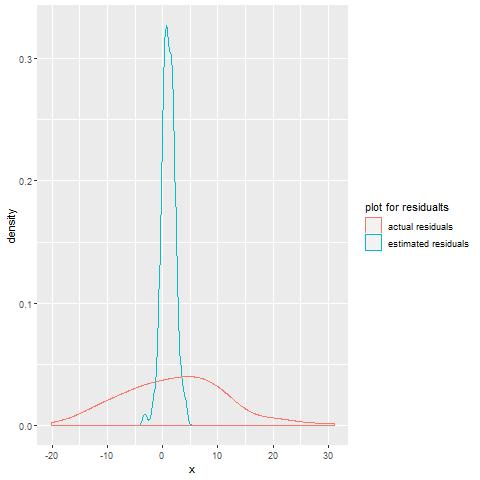 0.3
0.2
0.1
0.0
density
-20
-10
0
10
20
30
x
plot for residualts
actual residuals
estimated residuals